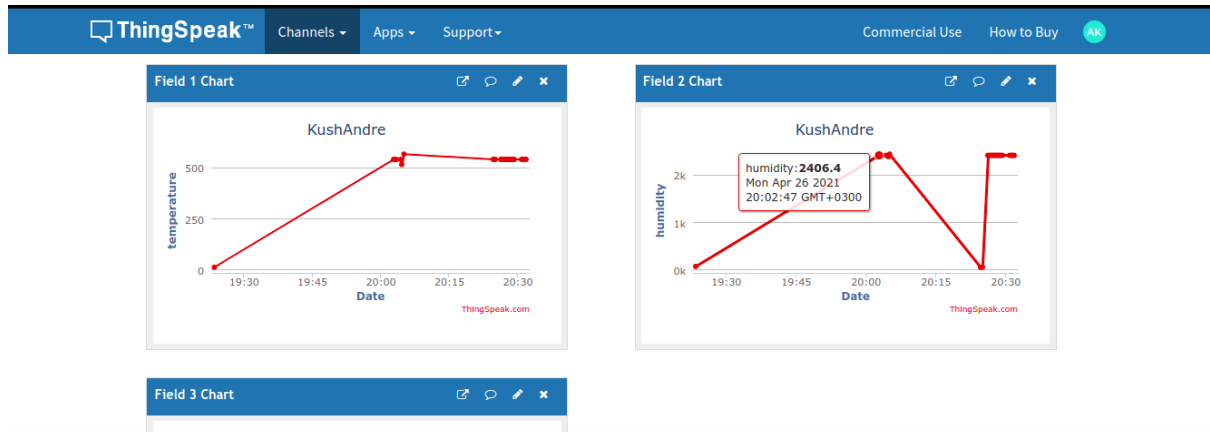 ThingSpeak™ Channels Apps Support Commercial Use How to Buy AK
Field 1 Chart
KushAndre
500
250
0
temperature
19:30 19:45 20:00 20:15 20:30
Date
ThingSpeak.com
Field 2 Chart
KushAndre
humidity:2406.4
Mon Apr 26 2021
20:02:47 GMT+0300
2k
1k
0k
humidity
19:30 19:45 20:00 20:15 20:30
Date
ThingSpeak.com
Field 3 Chart